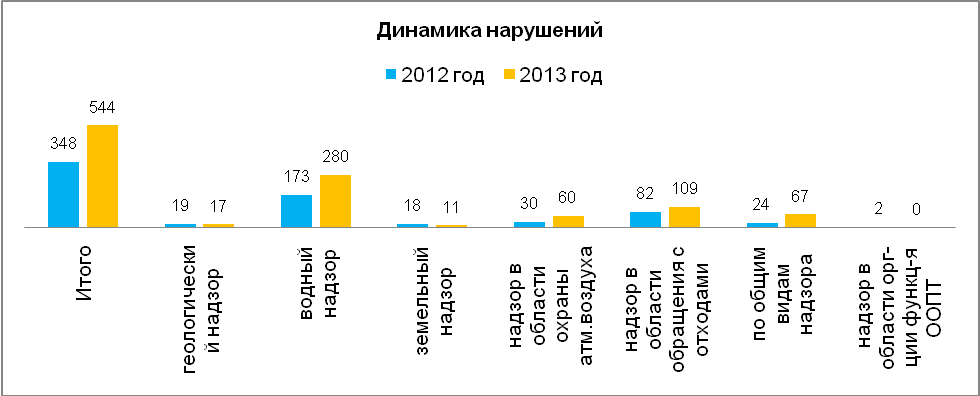 Динамика нарушений
2012 год 2013 год
348 544
19 17
173 280
18 11
30 60
82 109
24 67
2 0
Итого
геологически
й надзор
водный
надзор
земельный
надзор
надзор в
области
охраны
атм.воздуха
надзор в
области
обращения с
отходами
по общим
видам
надзора
надзор в
области орг-
ции функц-я
ООПТ